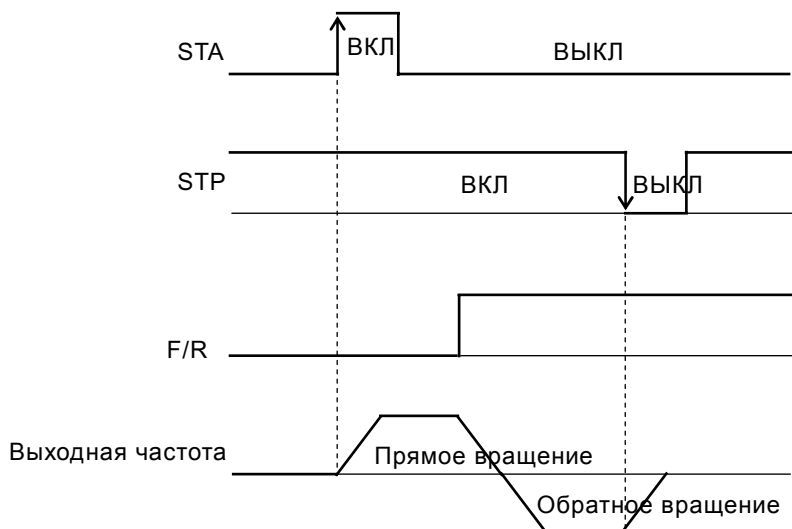 STA ВКЛ ВЫКЛ
STP ВКЛ ВЫКЛ
F/R
Выходная частота Прямое вращение
Обратное вращение